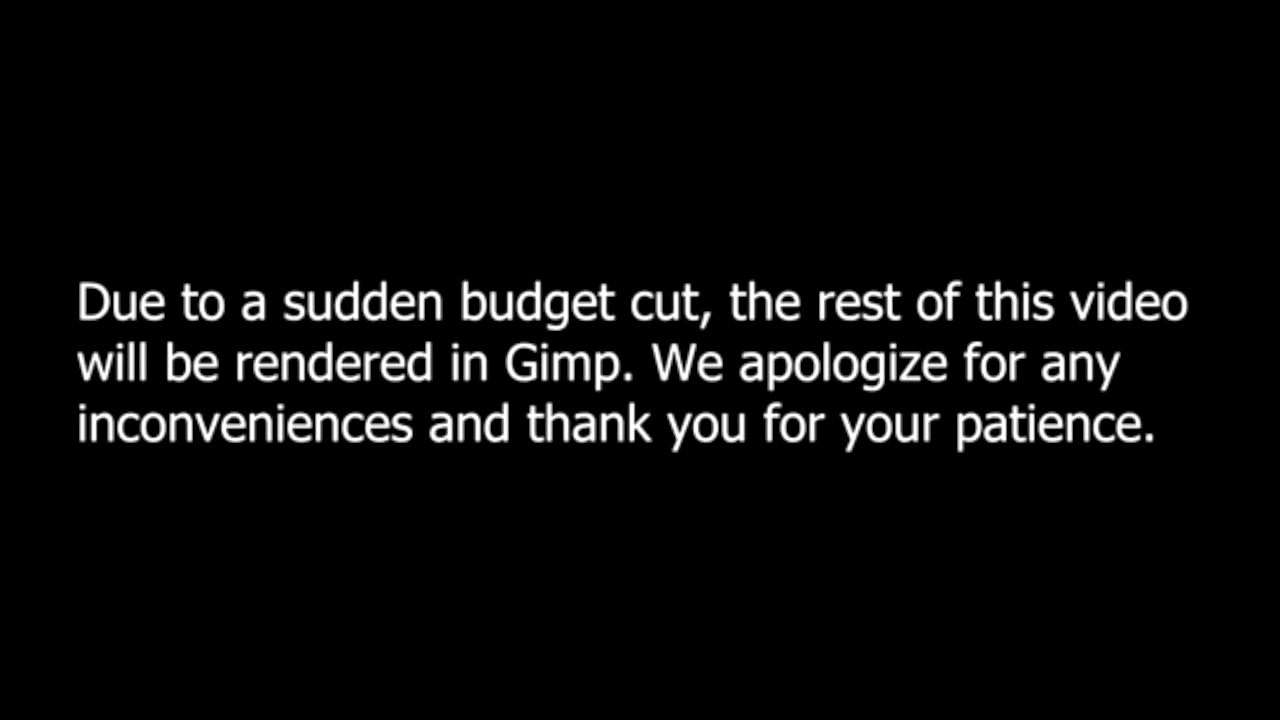 Due to a sudden budget cut, the rest of this video
will be rendered in Gimp. We apologize for any
inconveniences and thank you for your patience.